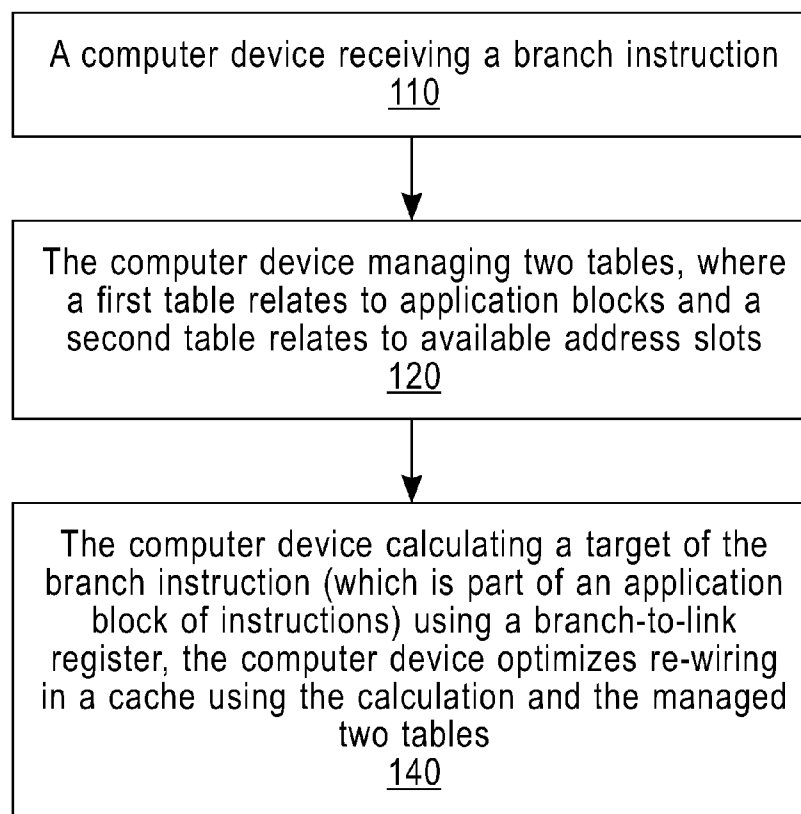 A computer device receiving a branch instruction
110
The computer device managing two tables, where
a first table relates to application blocks and a
second table relates to available address slots
120
The computer device calculating a target of the
branch instruction (which is part of an application
block of instructions) using a branch-to-link
register, the computer device optimizes re-wiring
in a cache using the calculation and the managed
two tables
140